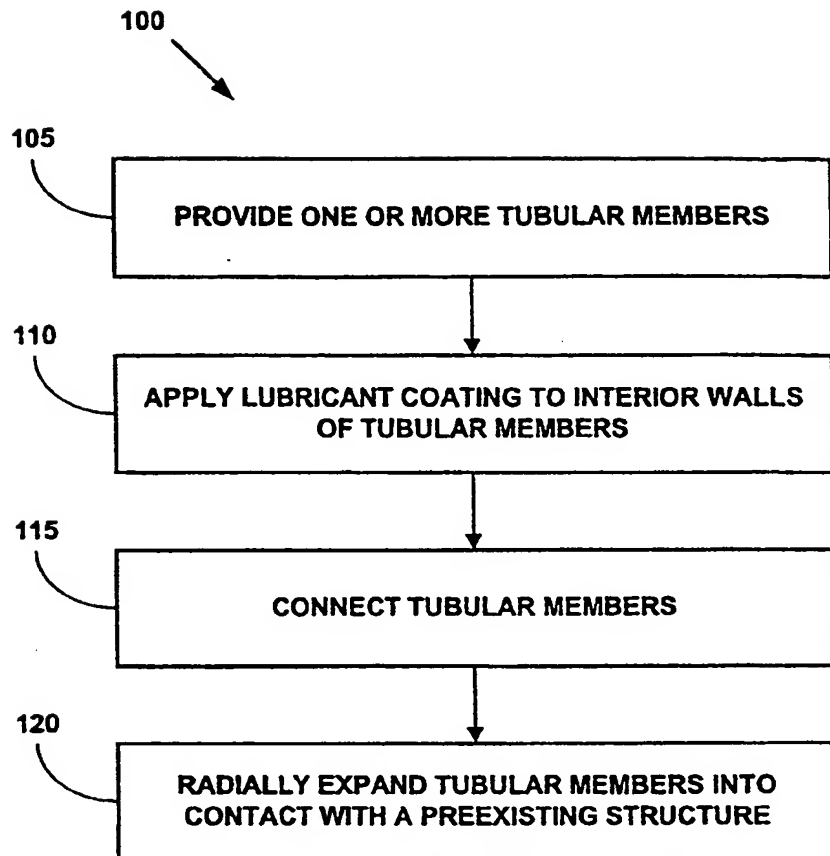 100
105
PROVIDE ONE OR MORE TUBULAR MEMBERS
110
APPLY LUBRICANT COATING TO INTERIOR WALLS
OF TUBULAR MEMBERS
115
CONNECT TUBULAR MEMBERS
120
RADIALLY EXPAND TUBULAR MEMBERS INTO
CONTACT WITH A PREEXISTING STRUCTURE